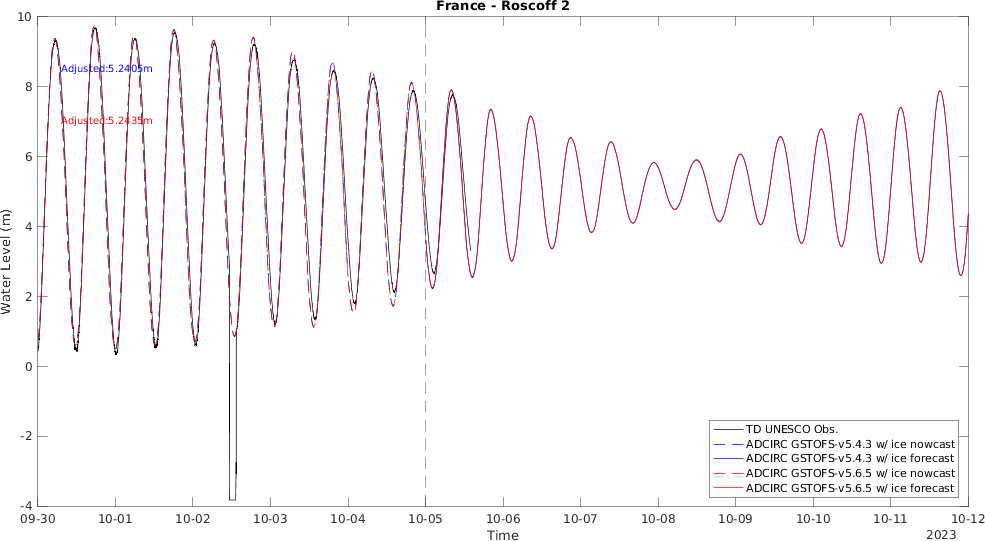 France - Roscoff 2
Water Level (m)
10
8
6
4
2
0
-2
-4
Adjusted:5.2405m
Adjusted:5.2435m
TD UNESCO Obs.
ADCIRC GSTOFS-v5.4.3 w/ ice nowcast
ADCIRC GSTOFS-v5.4.3 w/ ice forecast
ADCIRC GSTOFS-v5.6.5 w/ ice nowcast
ADCIRC GSTOFS-v5.6.5 w/ ice forecast
09-30 10-01 10-02 10-03 10-04 10-05 10-06 10-07 10-08 10-09 10-10 10-11 10-12
Time
2023